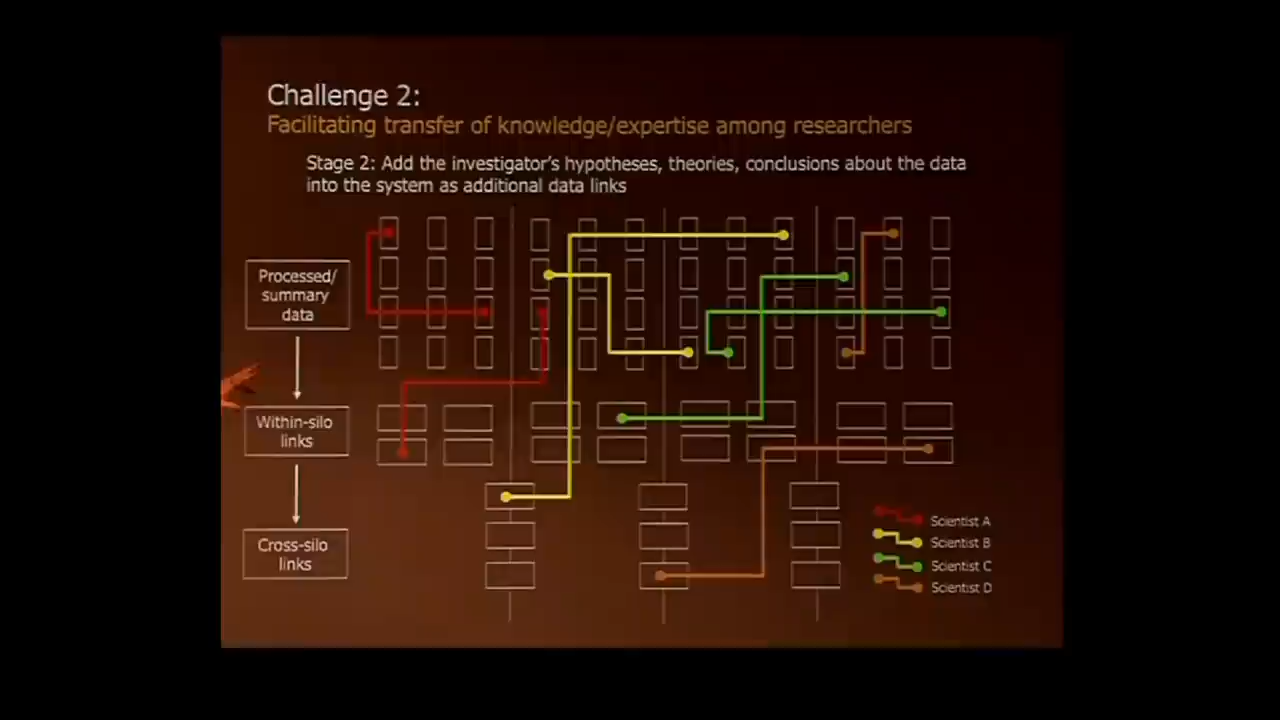 Challenge 2:
Facilitating transfer of knowledge/expertise among researchers
Stage 2: Add the investigator's hypotheses, theories, conclusions about the data
into the system as additional data links
Processed/
summary
data
Within-silo
links
Cross-silo
links
Scientist A
Scientist B
Scientist C
Scientist D